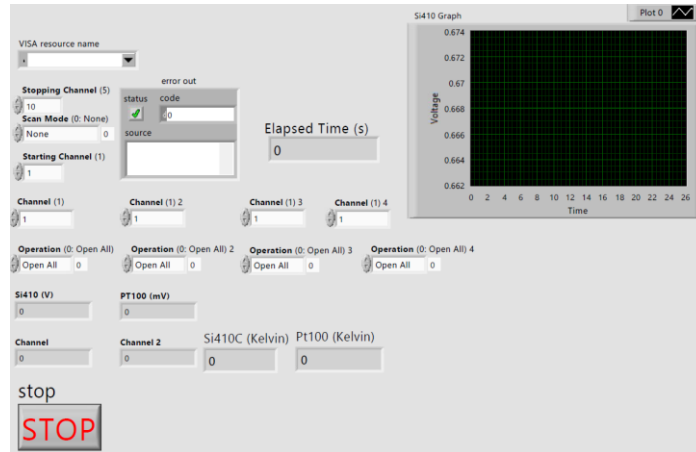 Si410 Graph
Plot 0
VISA resource name
Stopping Channel (5)
10
Scan Mode (0: None)
None 0
Starting Channel (1)
1
error out
status code
0
source
Elapsed Time (s)
0
Voltage
0.674
0.672
0.67
0.668
0.666
0.664
0.662
0 2 4 6 8 10 12 14 16 18 20 22 24 26
Time
Channel (1) Channel (1) 2 Channel (1) 3 Channel (1) 4
1 1 1 1
Operation (0: Open All) Operation (0: Open All) 2 Operation (0: Open All) 3 Operation (0: Open All) 4
Open All 0 Open All 0 Open All 0 Open All 0
Si410 (V) PT100 (mV)
0 0
Channel Channel 2 Si410C (Kelvin) Pt100 (Kelvin)
0 0 0 0
stop
STOP